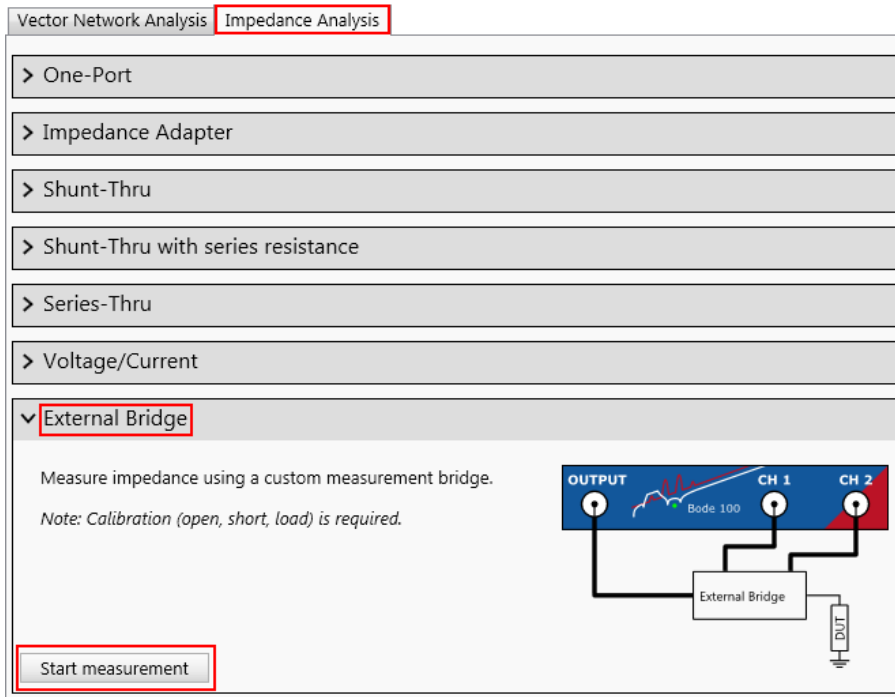 Vector Network Analysis Impedance Analysis
One-Port
Impedance Adapter
Shunt-Thru
Shunt-Thru with series resistance
Series-Thru
Voltage/Current
External Bridge
Measure impedance using a custom measurement bridge.
Note: Calibration (open, short, load) is required.
OUTPUT CH 1 CH 2
Bode 100
External Bridge
DUT
Start measurement